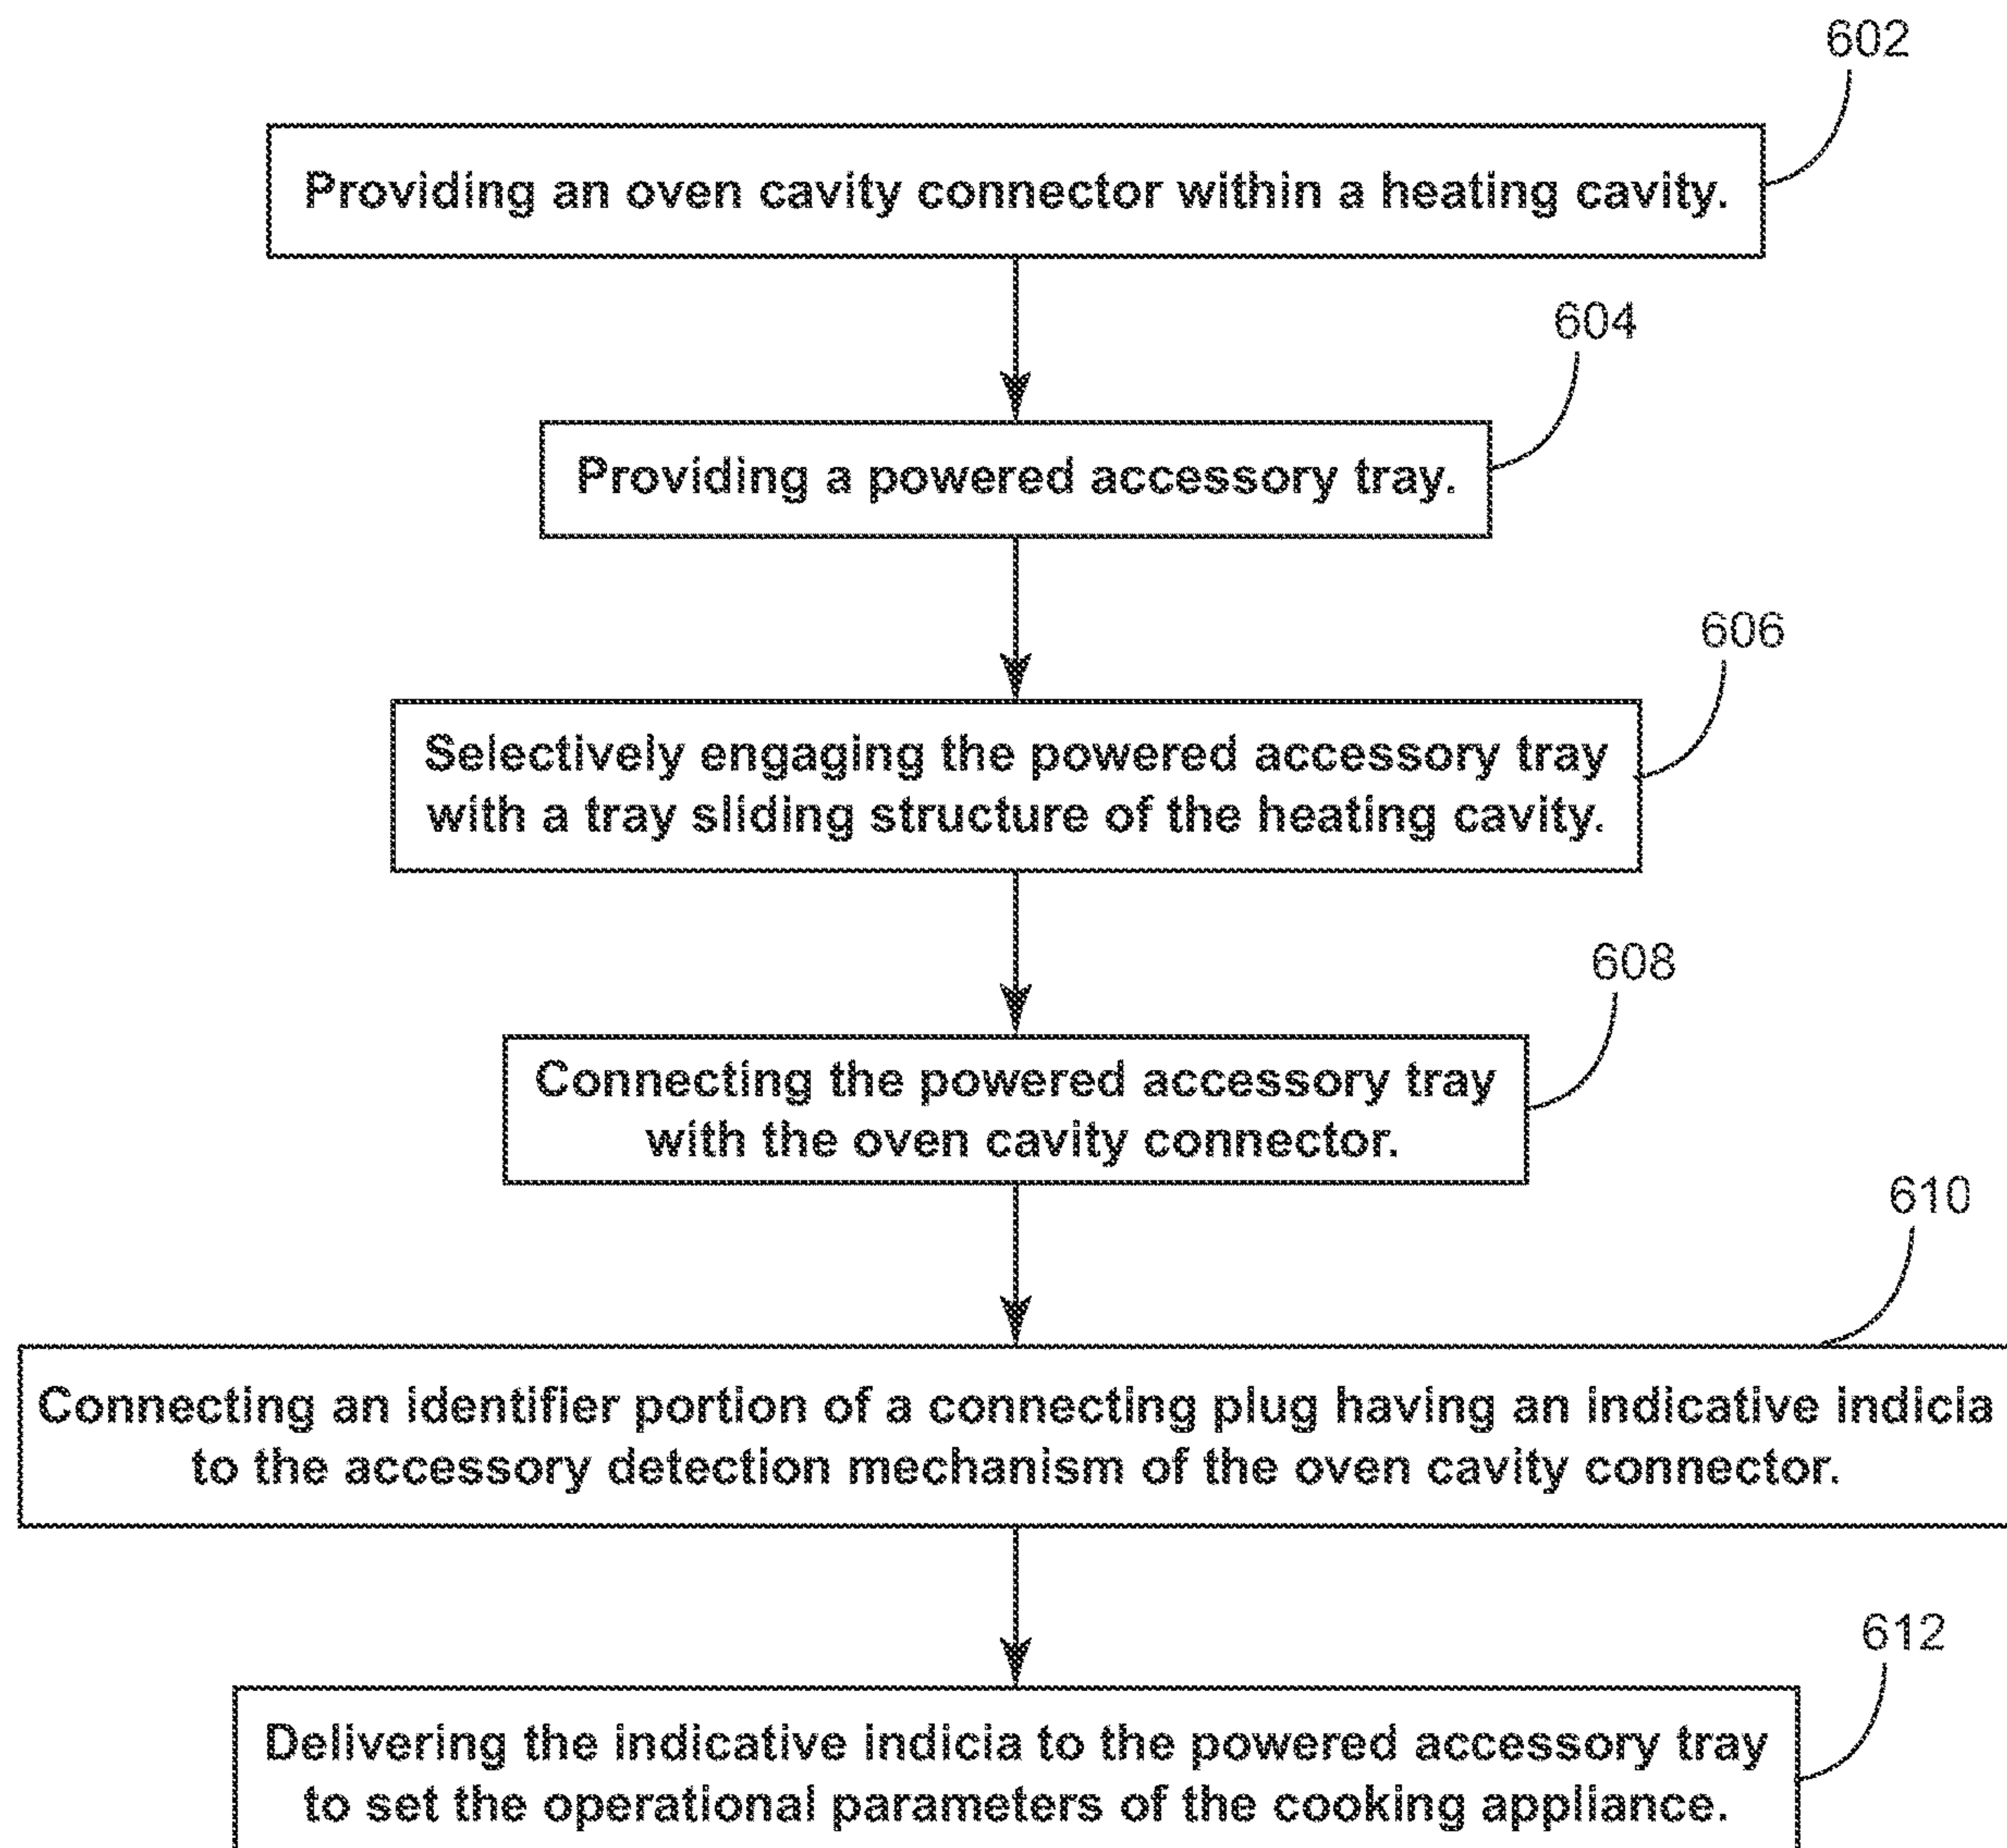 602
Providing an oven cavity connector within a heating cavity.
604
Providing a powered accessory tray.
606
Selectively engaging the powered accessory tray
with a tray sliding structure of the heating cavity.
608
Connecting the powered accessory tray
with the oven cavity connector.
610
Connecting an identifier portion of a connecting plug having an indicative indicia
to the accessory detection mechanism of the oven cavity connector.
612
Delivering the indicative indicia to the powered accessory tray
to set the operational parameters of the cooking appliance.